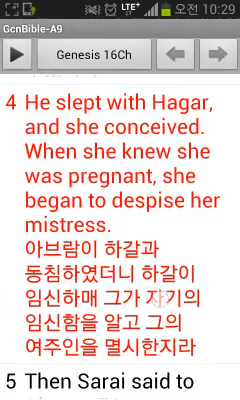 LTE 오전 10:29
GcnBible-A9
Genesis 16Ch
4 He slept with Hagar,
and she conceived.
When she knew she
was pregnant, she
began to despise her
mistress.
아브람이 하갈과
동침하였더니 하갈이
임신하매 그가 자기의
임신함을 알고 그의
여주인을 멸시한지라
5 Then Sarai said to